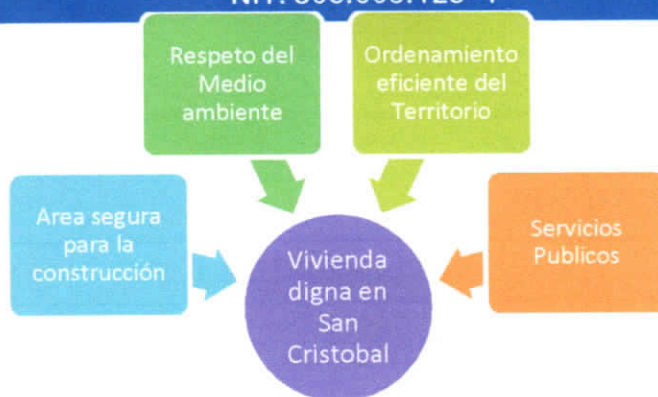 Respeto del
Medio
ambiente
Ordenamiento
eficiente del
Territorio
Area segura
para la
construcción
Servicios
Publicos
Vivienda
digna en
San
Cristobal